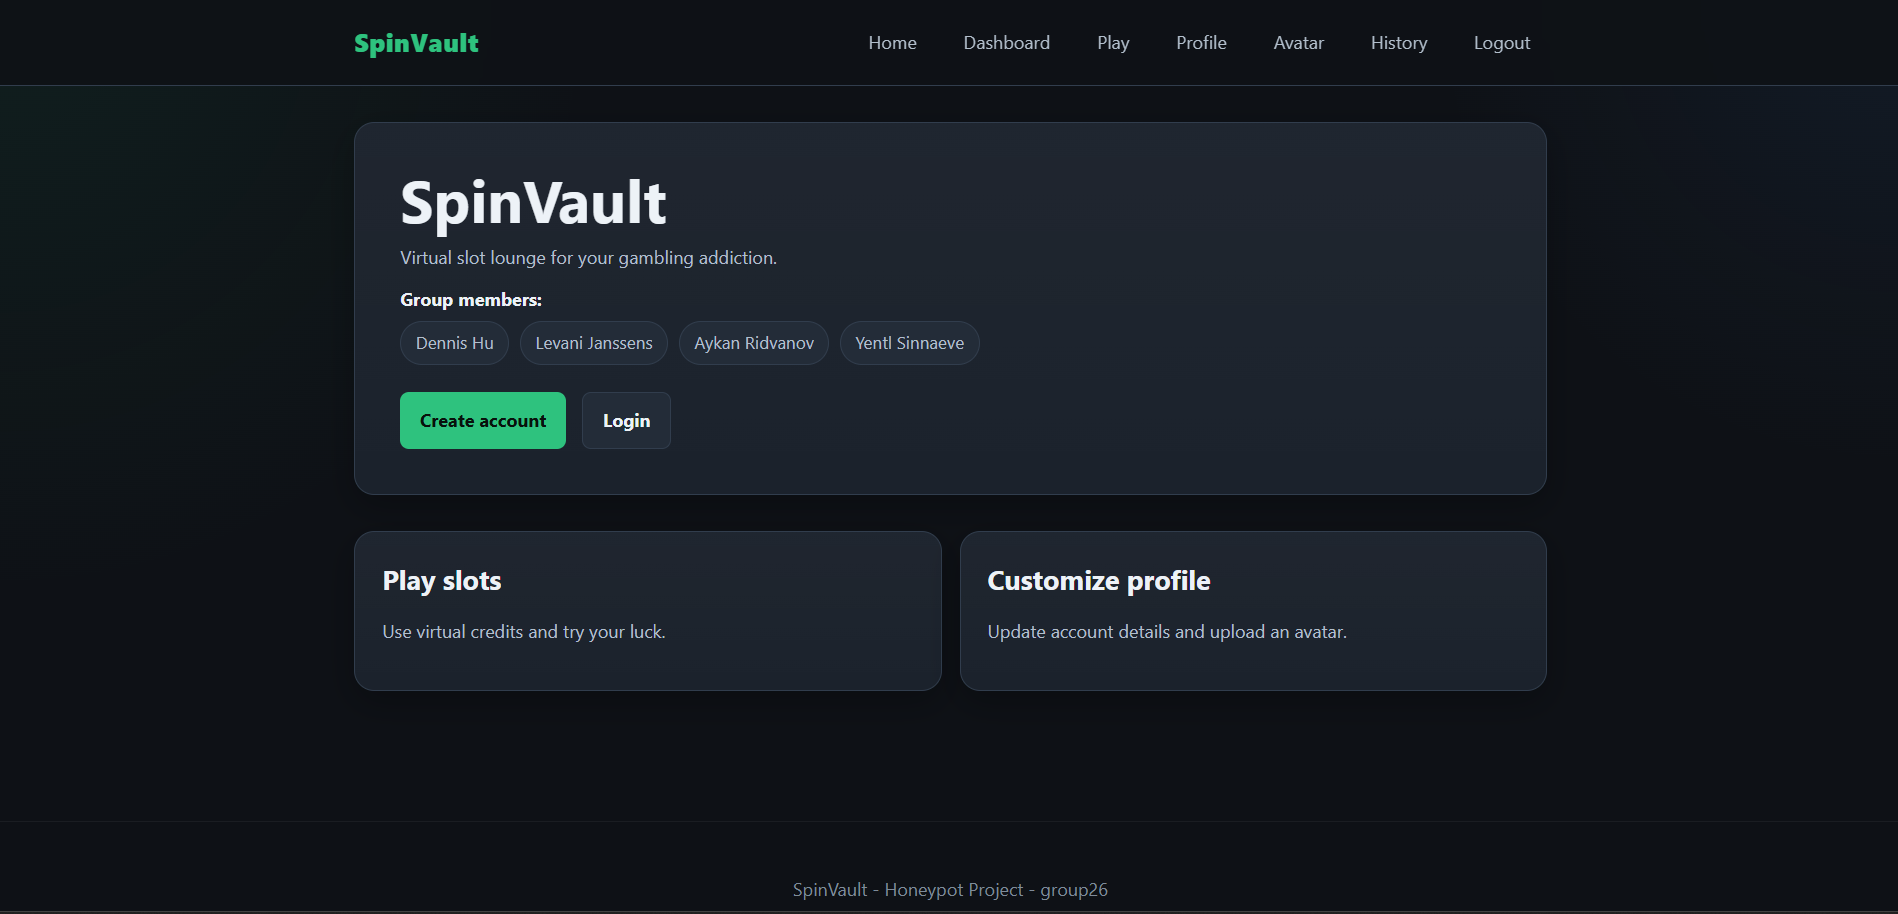 SpinVault
Home Dashboard Play Profile Avatar History Logout
SpinVault
Virtual slot lounge for your gambling addiction.
Group members:
Dennis Hu Levani Janssens Aykan Ridvanov Yentl Sinnaeve
Create account Login
Play slots
Use virtual credits and try your luck.
Customize profile
Update account details and upload an avatar.
SpinVault - Honeypot Project - group26